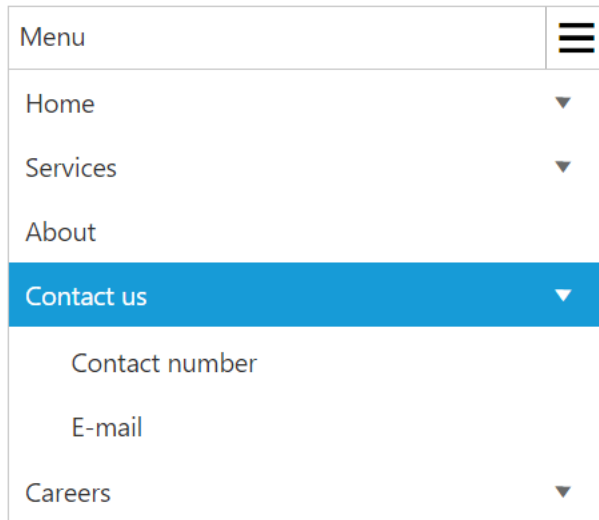 Menu
Home
Services
About
Contact us
Contact number
E-mail
Careers